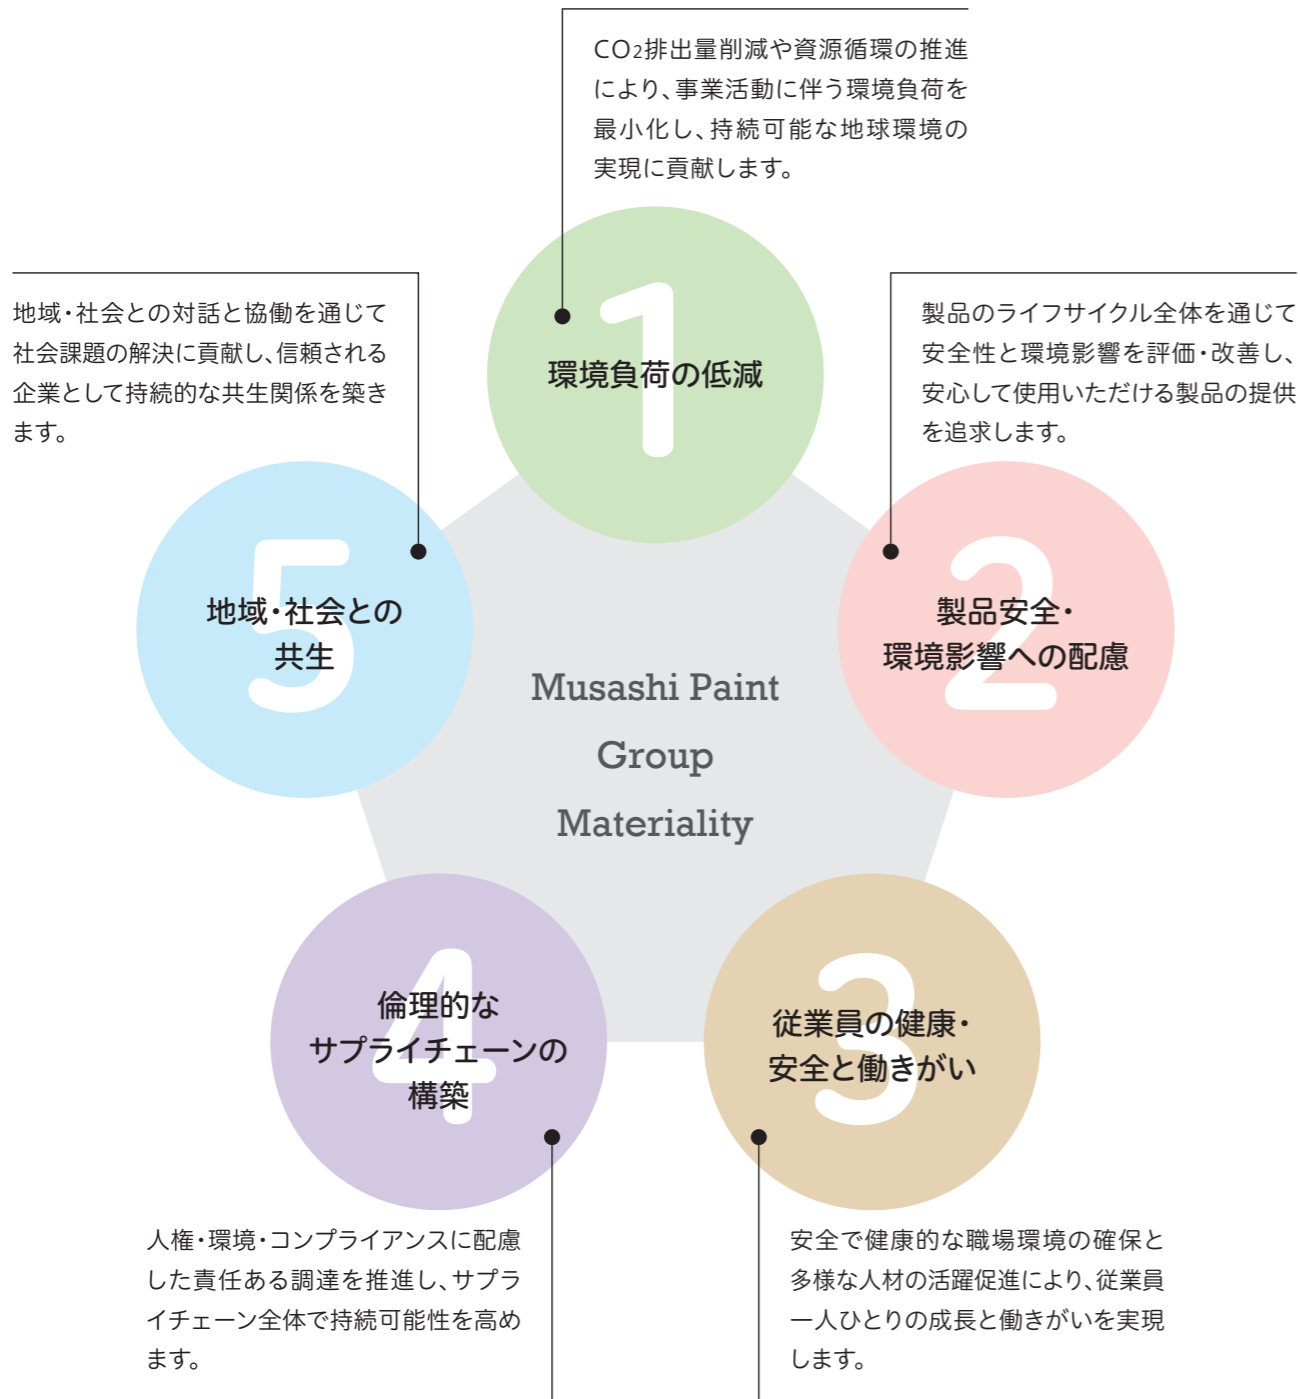 CO2排出量削減や資源循環の推進
により、事業活動に伴う環境負荷を
最小化し、持続可能な地球環境の
実現に貢献します。
1
環境負荷の低減
製品のライフサイクル全体を通じて
安全性と環境影響を評価・改善し、
安心して使用いただける製品の提供
を追求します。
2
製品安全・
環境影響への配慮
3
従業員の健康・
安全と働きがい
安全で健康的な職場環境の確保と
多様な人材の活躍促進により、従業員
一人ひとりの成長と働きがいを実現
します。
4
倫理的な
サプライチェーンの
構築
人権・環境・コンプライアンスに配慮
した責任ある調達を推進し、サプラ
イチェーン全体で持続可能性を高め
ます。
地域・社会との対話と協働を通じて
社会課題の解決に貢献し、信頼される
企業として持続的な共生関係を築き
ます。
5
地域・社会との
共生
Musashi Paint
Group
Materiality